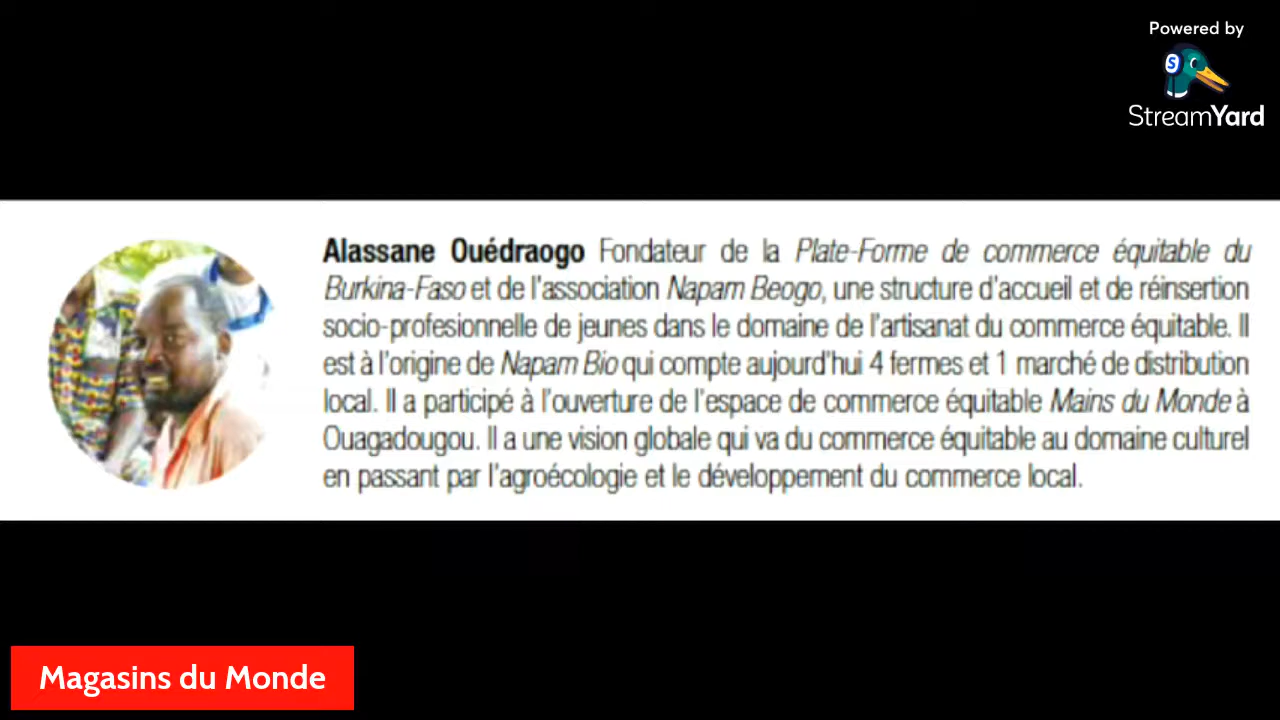 Powered by
StreamYard
Alassane Ouédraogo Fondateur de la Plate-Forme de commerce équitable du
Burkina-Faso et de l'association Napam Beogo, une structure d'accueil et de réinsertion
socio-profesionnelle de jeunes dans le domaine de l'artisanat du commerce équitable. Il
est à l'origine de Napam Bio qui compte aujourd'hui 4 fermes et 1 marché de distribution
local. Il a participé à l'ouverture de l'espace de commerce équitable Mains du Monde à
Ouagadougou. Il a une vision globale qui va du commerce équitable au domaine culturel
en passant par l'agroécologie et le développement du commerce local.
Magasins du Monde